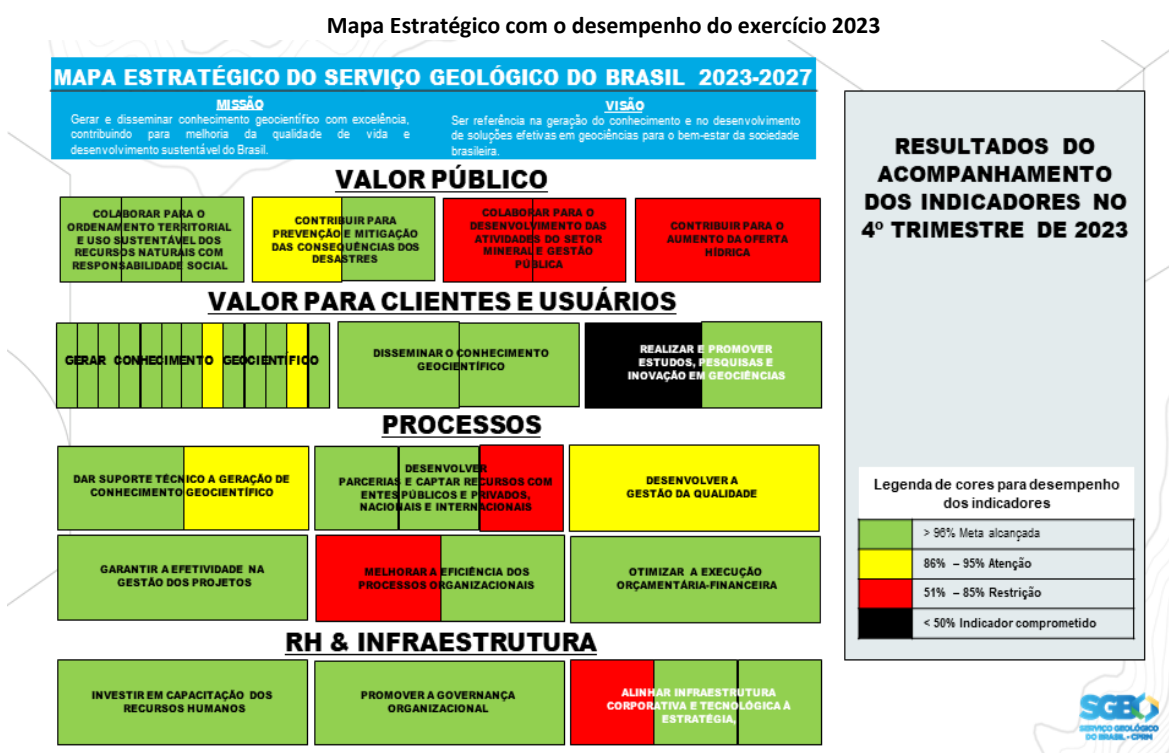 Mapa Estratégico com o desempenho do exercício 2023
MAPA ESTRATÉGICO DO SERVIÇO GEOLÓGICO DO BRASIL 2023-2027
MISSÃO
Gerar e disseminar conhecimento geocientífico com excelência,
contribuindo para melhoria da qualidade de vida e
desenvolvimento sustentável do Brasil.
VISÃO
Ser referência na geração do conhecimento e no desenvolvimento
de soluções efetivas em geociências para o bem-estar da sociedade
brasileira.
VALOR PÚBLICO
COLABORAR PARA O
ORDENAMENTO TERRITORIAL
E USO SUSTENTÁVEL DOS
RECURSOS NATURAIS COM
RESPONSABILIDADE SOCIAL
CONTRIBUIR PARA
PREVENÇÃO E MITIGAÇÃO
DAS CONSEQUÊNCIAS DOS
DESASTRES
COLABORAR PARA O
DESENVOLVIMENTO DAS
ATIVIDADES DO SETOR
MINERAL E GESTÃO
PÚBLICA
CONTRIBUIR PARA O
AUMENTO DA OFERTA
HÍDRICA
VALOR PARA CLIENTES E USUÁRIOS
GERAR CONHECIMENTO GEOCIENTÍFICO
DISSEMINAR O CONHECIMENTO
GEOCIENTÍFICO
REALIZAR E PROMOVER
ESTUDOS, PESQUISAS E
INOVAÇÃO EM GEOCIÊNCIAS
PROCESSOS
DAR SUPORTE TÉCNICO A GERAÇÃO DE
CONHECIMENTO GEOCIENTÍFICO
DESENVOLVER
PARCERIAS E CAPTAR RECURSOS COM
ENTES PÚBLICOS E PRIVADOS,
NACIONAIS E INTERNACIONAIS
DESENVOLVER A
GESTÃO DA QUALIDADE
GARANTIR A EFETIVIDADE NA
GESTÃO DOS PROJETOS
MELHORAR A EFICIÊNCIA DOS
PROCESSOS ORGANIZACIONAIS
OTIMIZAR A EXECUÇÃO
ORÇAMENTÁRIA-FINANCEIRA
RH & INFRAESTRUTURA
INVESTIR EM CAPACITAÇÃO DOS
RECURSOS HUMANOS
PROMOVER A GOVERNANÇA
ORGANIZACIONAL
ALINHAR INFRAESTRUTURA
CORPORATIVA E TECNOLÓGICA À
ESTRATÉGIA,
RESULTADOS DO
ACOMPANHAMENTO
DOS INDICADORES NO
4º TRIMESTRE DE 2023
Legenda de cores para desempenho
dos indicadores
> 96% Meta alcançada
86% – 95% Atenção
51% – 85% Restrição
< 50% Indicador comprometido
SGB
SERVIÇO GEOLÓGICO
DO BRASIL - CPRM